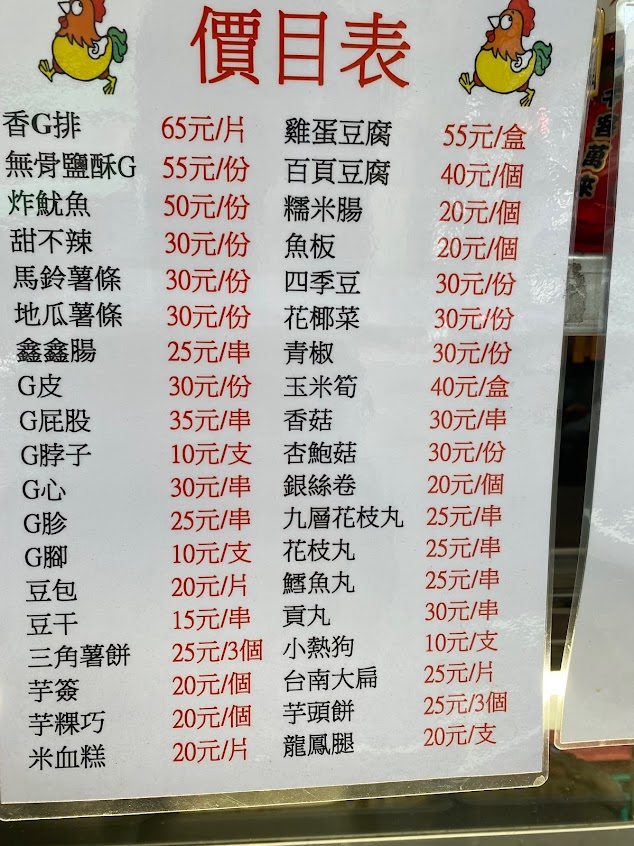 價目表
香G排 65元/片
無骨鹽酥G 55元/份
炸魷魚 50元/份
甜不辣 30元/份
馬鈴薯條 30元/份
地瓜薯條 30元/份
鑫鑫腸 25元/串
G皮 30元/份
G屁股 35元/串
G脖子 10元/支
G心 30元/串
G胗 25元/串
G腳 10元/支
豆包 20元/片
豆干 15元/串
三角薯餅 25元/3個
芋簽 20元/個
芋粿巧 20元/個
米血糕 20元/片
雞蛋豆腐 55元/盒
百頁豆腐 40元/個
糯米腸 20元/個
魚板 20元/個
四季豆 30元/份
花椰菜 30元/份
青椒 30元/份
玉米筍 40元/盒
香菇 30元/串
杏鮑菇 30元/份
銀絲卷 20元/個
九層花枝丸 25元/串
花枝丸 25元/串
鱈魚丸 25元/串
貢丸 30元/串
小熱狗 10元/支
台南大扁 25元/片
芋頭餅 25元/3個
龍鳳腿 20元/支